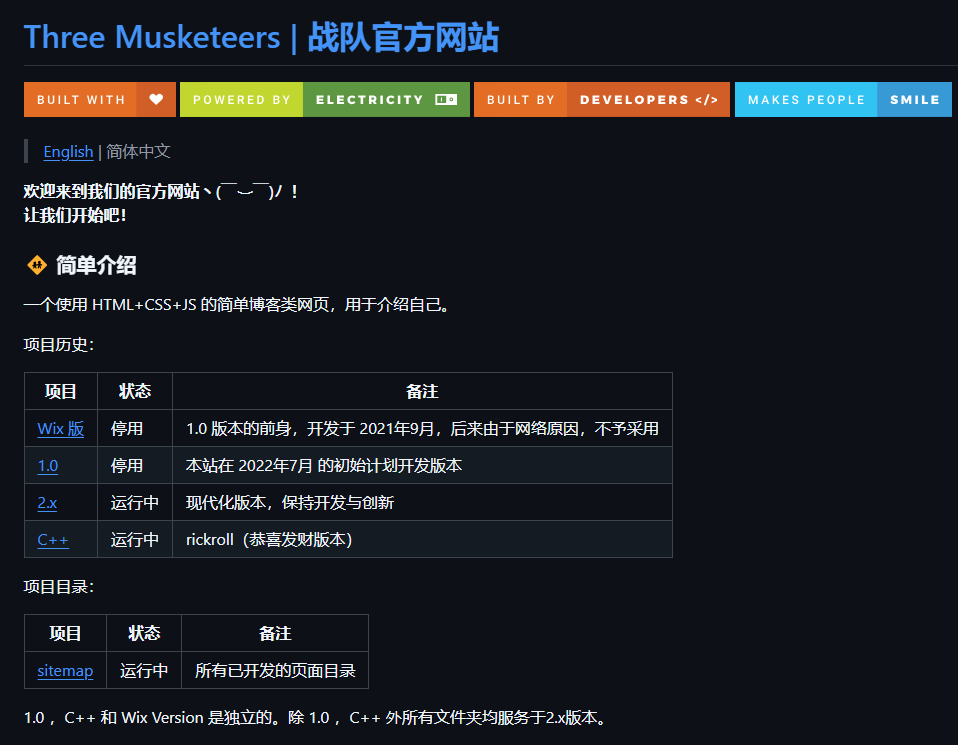 Three Musketeers | 战队官方网站
BUILT WITH ♥ POWERED BY ELECTRICITY BUILT BY DEVELOPERS </> MAKES PEOPLE SMILE
English | 简体中文
欢迎来到我们的官方网站ヽ(￣︶￣)ﾉ ！
让我们开始吧！
🚸 简单介绍
一个使用 HTML+CSS+JS 的简单博客类网页，用于介绍自己。
项目历史：
项目 状态 备注
Wix 版 停用 1.0 版本的前身，开发于 2021年9月，后来由于网络原因，不予采用
1.0 停用 本站在 2022年7月 的初始计划开发版本
2.x 运行中 现代化版本，保持开发与创新
C++ 运行中 rickroll（恭喜发财版本）
项目目录：
项目 状态 备注
sitemap 运行中 所有已开发的页面目录
1.0 ，C++ 和 Wix Version 是独立的。除 1.0 ，C++ 外所有文件夹均服务于2.x版本。